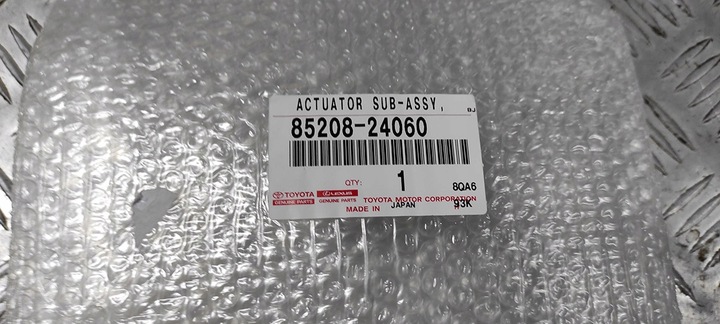 ACTUATOR SUB-ASSY,
BJ
85208-24060
QTY: 1
8QA6
TOYOTA LEXUS
GENUINE PARTS GENUINE PARTS TOYOTA MOTOR CORPORATION
MADE IN JAPAN 93K